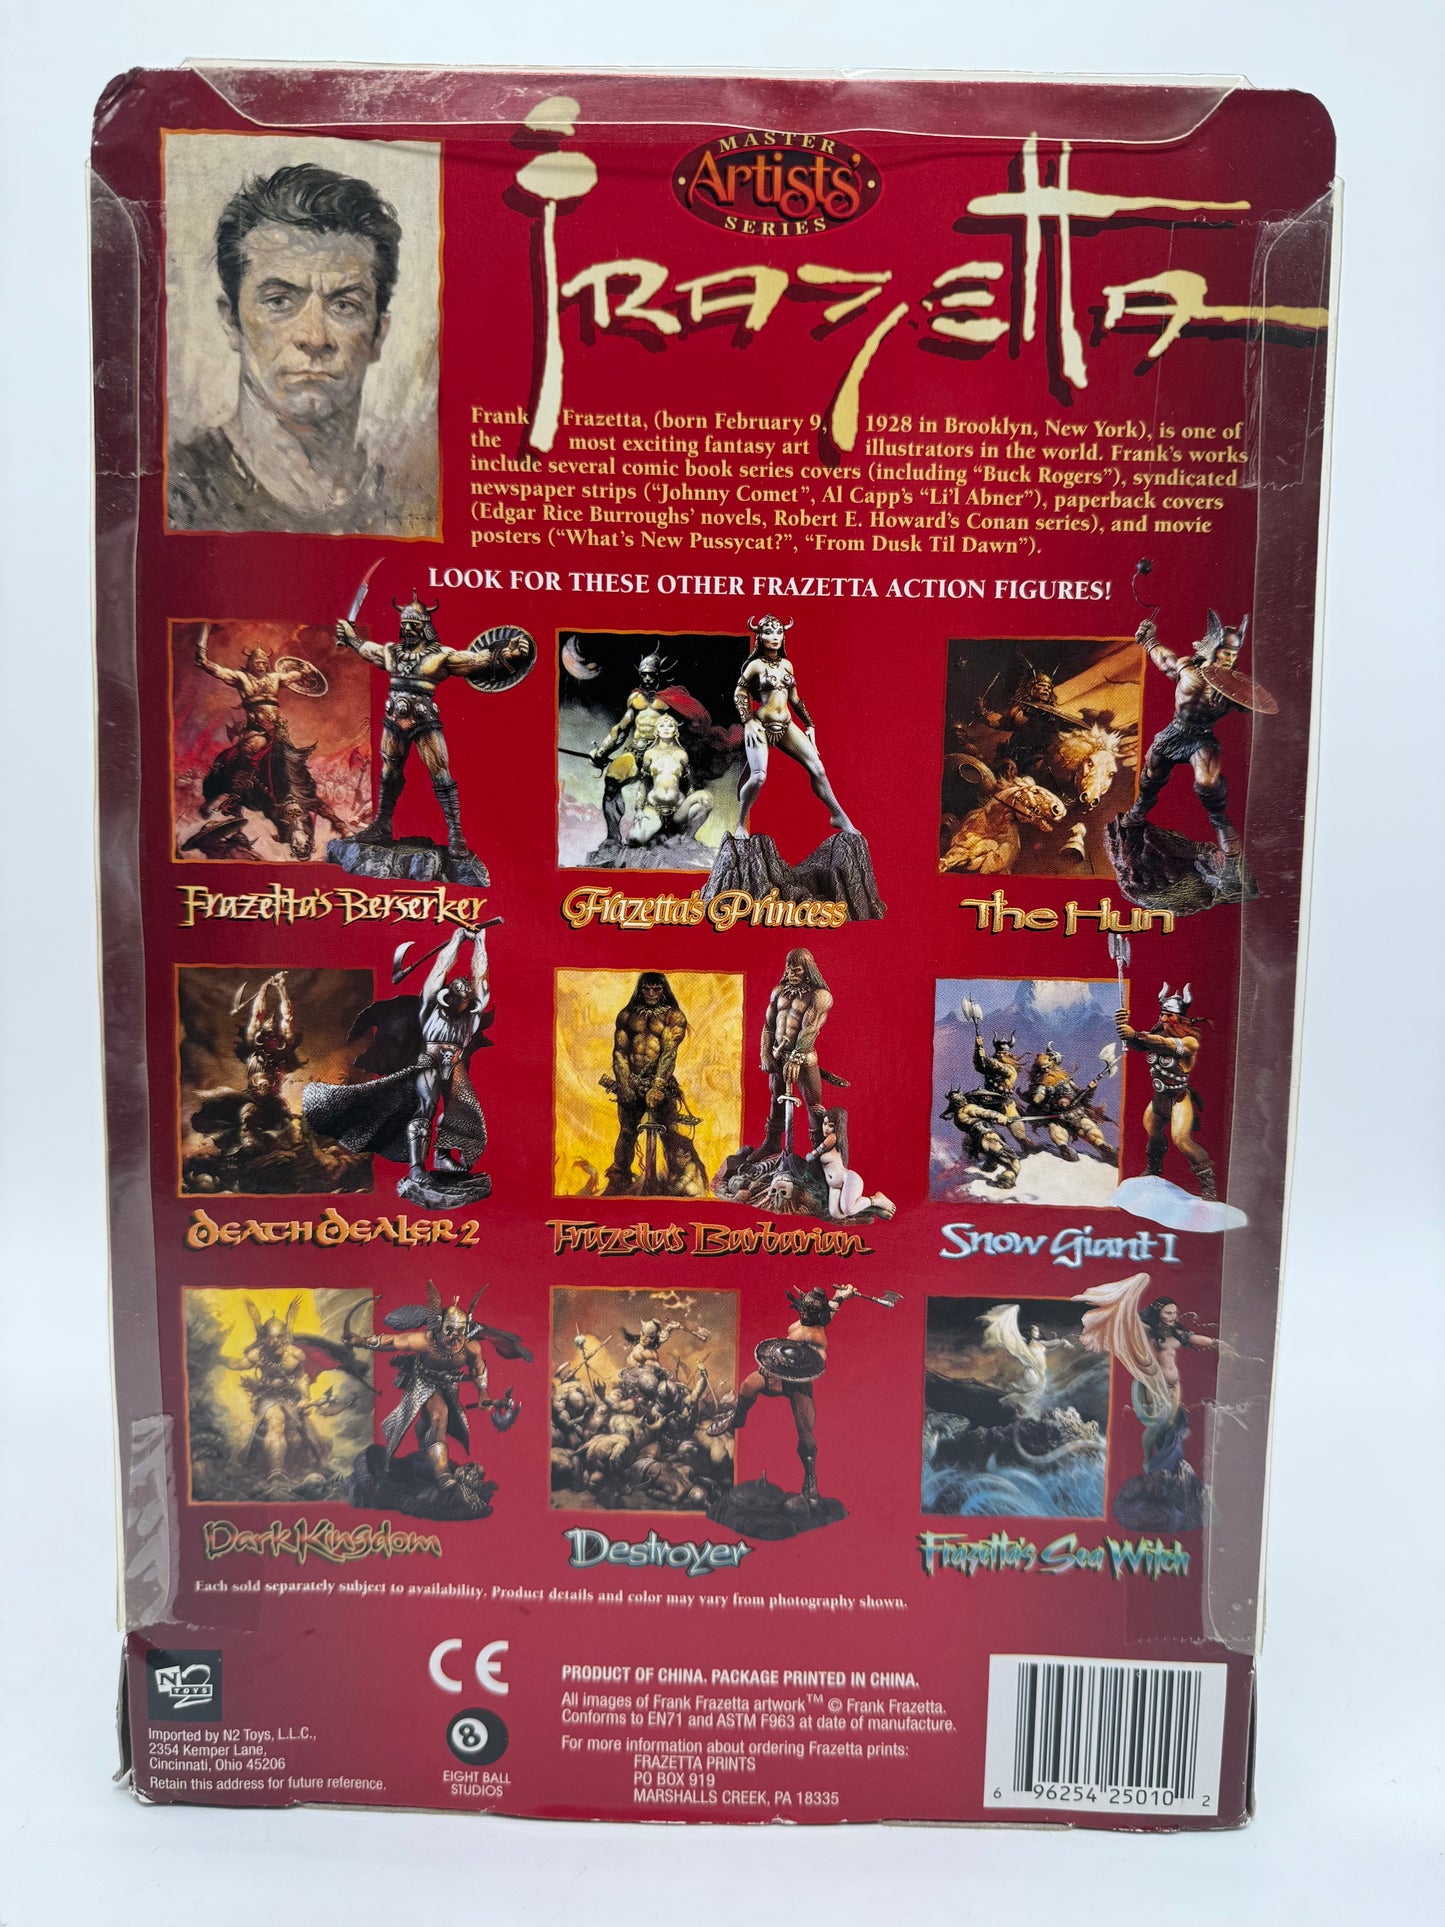 MASTER
Artists'
SERIES
Frazetta
Frank Frazetta, (born February 9, 1928 in Brooklyn, New York), is one of
the most exciting fantasy art illustrators in the world. Frank's works
include several comic book series covers (including "Buck Rogers"), syndicated
newspaper strips ("Johnny Comet", Al Capp's "Li'l Abner"), paperback covers
(Edgar Rice Burroughs' novels, Robert E. Howard's Conan series), and movie
posters ("What's New Pussycat?", "From Dusk Til Dawn").
LOOK FOR THESE OTHER FRAZETTA ACTION FIGURES!
Frazetta's Berserker
Frazetta's Princess
The Hun
Death Dealer 2
Frazetta's Barbarian
Snow Giant I
Dark Kingdom
Destroyer
Frazetta's Sea Witch
Each sold separately subject to availability. Product details and color may vary from photography shown.
N2
TOYS
Imported by N2 Toys, L.L.C.,
2354 Kemper Lane,
Cincinnati, Ohio 45206
Retain this address for future reference.
CE
8
EIGHT BALL
STUDIOS
PRODUCT OF CHINA. PACKAGE PRINTED IN CHINA.
All images of Frank Frazetta artwork™ © Frank Frazetta.
Conforms to EN71 and ASTM F963 at date of manufacture.
For more information about ordering Frazetta prints:
FRAZETTA PRINTS
PO BOX 919
MARSHALLS CREEK, PA 18335
6 96254 25010 2